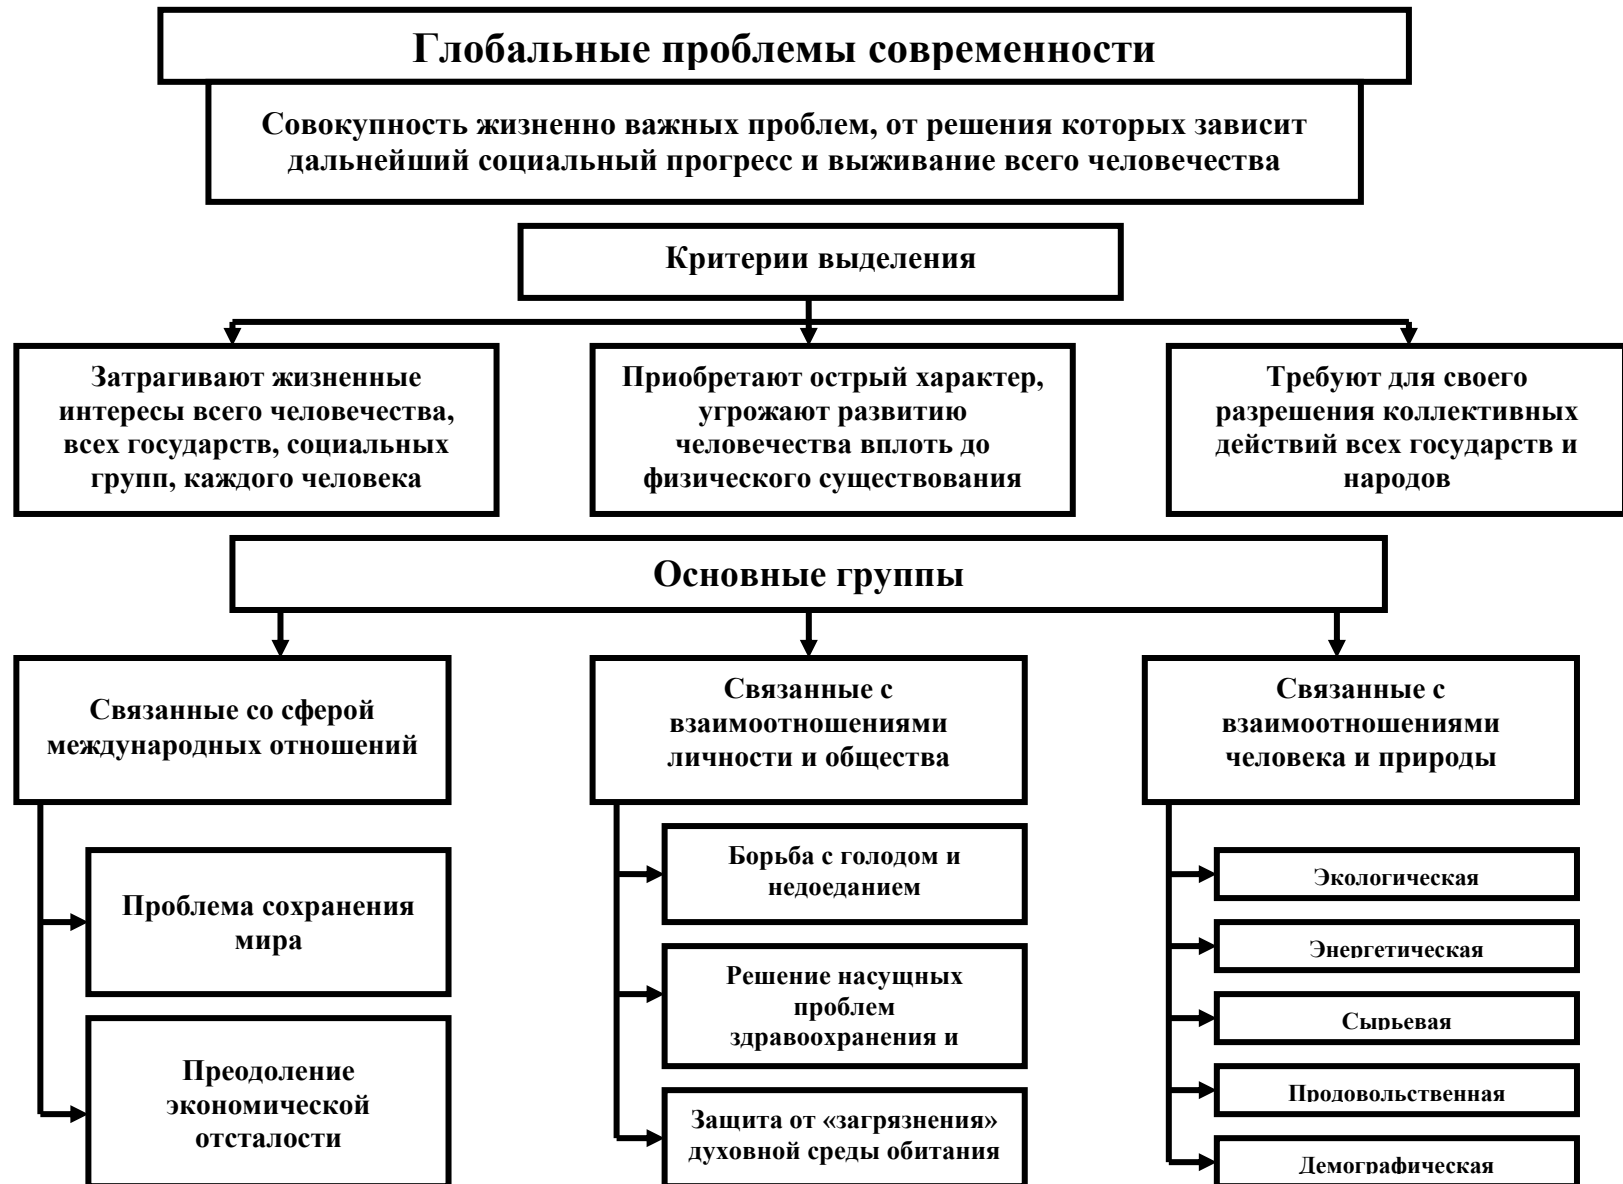 Глобальные проблемы современности
Совокупность жизненно важных проблем, от решения которых зависит
дальнейший социальный прогресс и выживание всего человечества
Критерии выделения
Затрагивают жизненные
интересы всего человечества,
всех государств, социальных
групп, каждого человека
Приобретают острый характер,
угрожают развитию
человечества вплоть до
физического существования
Требуют для своего
разрешения коллективных
действий всех государств и
народов
Основные группы
Связанные со сферой
международных отношений
Проблема сохранения
мира
Преодоление
экономической
отсталости
Связанные с
взаимоотношениями
личности и общества
Борьба с голодом и
недоеданием
Решение насущных
проблем
здравоохранения и
Защита от «загрязнения»
духовной среды обитания
Связанные с
взаимоотношениями
человека и природы
Экологическая
Энергетическая
Сырьевая
Продовольственная
Демографическая